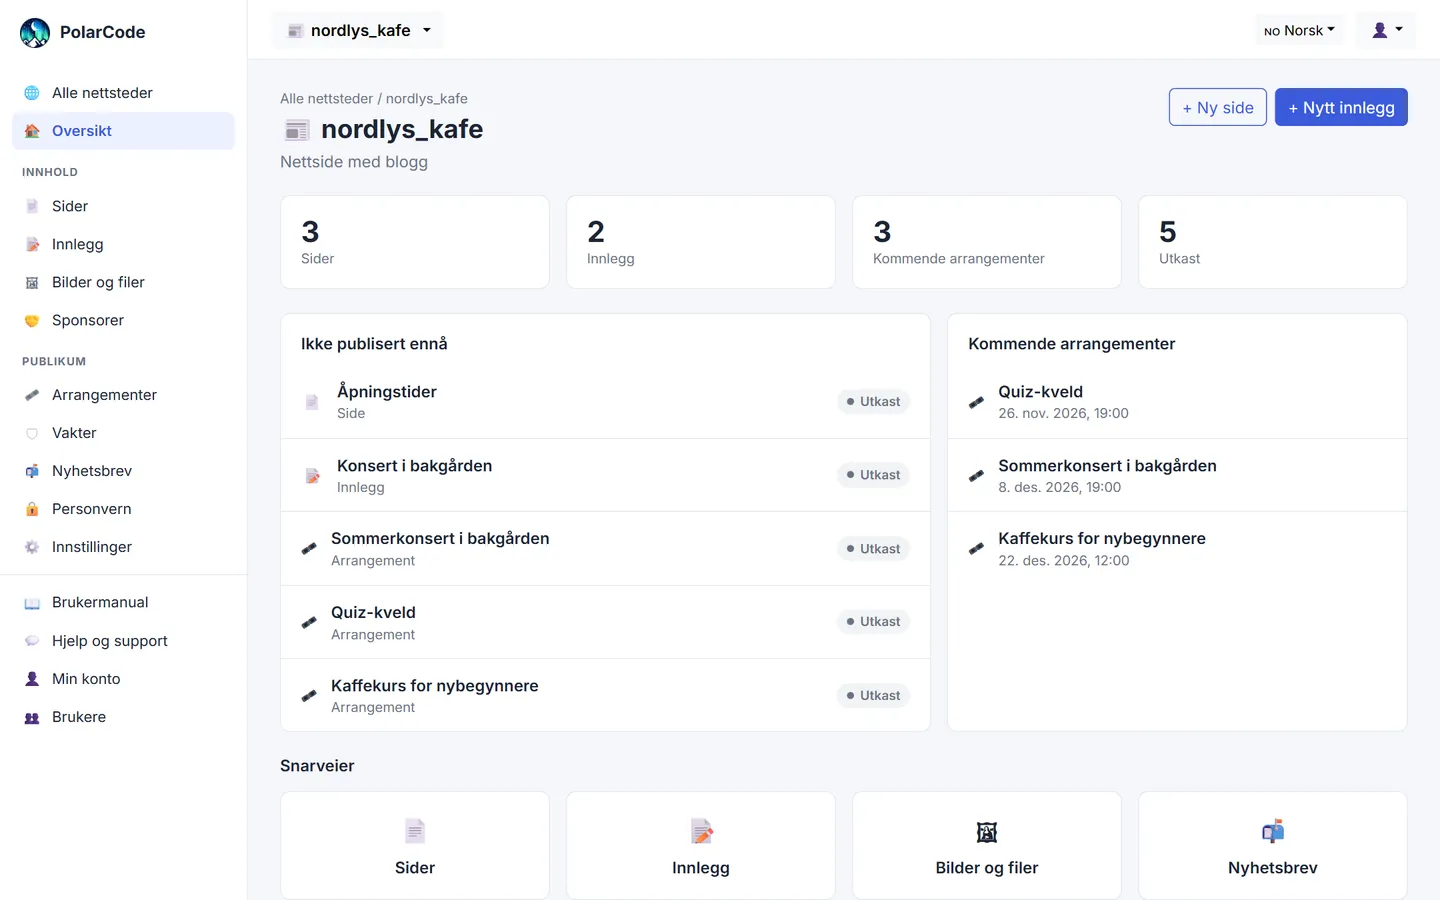 PolarCode
nordlys_kafe
NO Norsk
Alle nettsteder
Oversikt
INNHOLD
Sider
Innlegg
Bilder og filer
Sponsorer
PUBLIKUM
Arrangementer
Vakter
Nyhetsbrev
Personvern
Innstillinger
Brukermanual
Hjelp og support
Min konto
Brukere
Alle nettsteder / nordlys_kafe
nordlys_kafe
Nettside med blogg
+ Ny side
+ Nytt innlegg
3
Sider
2
Innlegg
3
Kommende arrangementer
5
Utkast
Ikke publisert ennå
Åpningstider
Side
Utkast
Konsert i bakgården
Innlegg
Utkast
Sommerkonsert i bakgården
Arrangement
Utkast
Quiz-kveld
Arrangement
Utkast
Kaffekurs for nybegynnere
Arrangement
Utkast
Kommende arrangementer
Quiz-kveld
26. nov. 2026, 19:00
Sommerkonsert i bakgården
8. des. 2026, 19:00
Kaffekurs for nybegynnere
22. des. 2026, 12:00
Snarveier
Sider
Innlegg
Bilder og filer
Nyhetsbrev